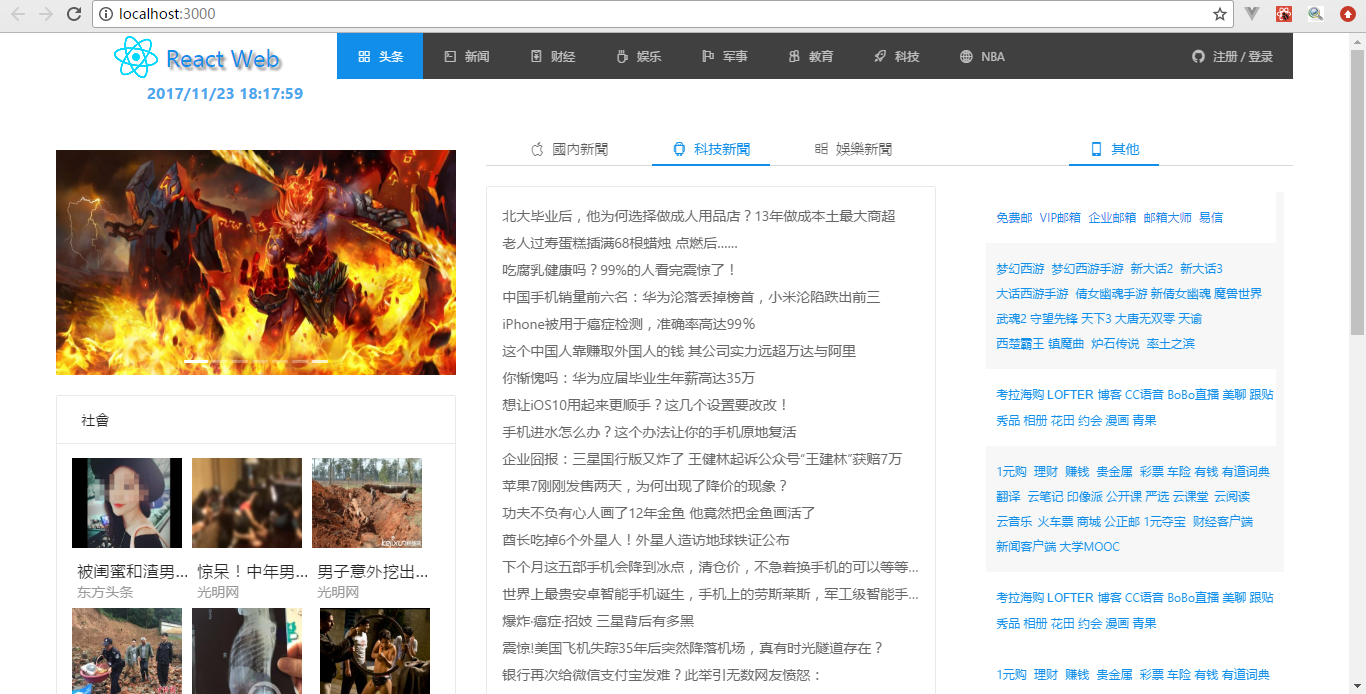 localhost:3000
React Web
2017/11/23 18:17:59
头条 新闻 财经 娱乐 军事 教育 科技 NBA 注册 / 登录
國内新聞 科技新聞 娛樂新聞 其他
社會
被闺蜜和渣男...
东方头条
惊呆！中年男...
光明网
男子意外挖出...
光明网
北大毕业后，他为何选择做成人用品店？13年做成本土最大商超
老人过寿蛋糕插满68根蜡烛 点燃后……
吃腐乳健康吗？99%的人看完震惊了！
中国手机销量前六名：华为沦落丢掉榜首，小米沦陷跌出前三
iPhone被用于癌症检测，准确率高达99%
这个中国人靠赚取外国人的钱 其公司实力远超万达与阿里
你惭愧吗：华为应届毕业生年薪高达35万
想让iOS10用起来更顺手？这几个设置要改改！
手机进水怎么办？这个办法让你的手机原地复活
企业囧报：三星国行版又炸了 王健林起诉公众号“王建林”获赔7万
苹果7刚刚发售两天，为何出现了降价的现象？
功夫不负有心人画了12年金鱼 他竟然把金鱼画活了
酋长吃掉6个外星人！外星人造访地球铁证公布
下个月这五部手机会降到冰点，清仓价，不急着换手机的可以等等...
世界上最贵安卓智能手机诞生，手机上的劳斯莱斯，军工级智能手...
爆炸·癌症·招妓 三星背后有多黑
震惊!美国飞机失踪35年后突然降落机场，真有时光隧道存在？
银行再次给微信支付宝发难？此举引无数网友愤怒：
免费邮 VIP邮箱 企业邮箱 邮箱大师 易信
梦幻西游 梦幻西游手游 新大话2 新大话3
大话西游手游 倩女幽魂手游 新倩女幽魂 魔兽世界
武魂2 守望先锋 天下3 大唐无双零 天谕
西楚霸王 镇魔曲 炉石传说 率土之滨
考拉海购 LOFTER 博客 CC语音 BoBo直播 美聊 跟贴
秀品 相册 花田 约会 漫画 青果
1元购 理财 赚钱 贵金属 彩票 车险 有钱 有道词典
翻译 云笔记 印像派 公开课 严选 云课堂 云阅读
云音乐 火车票 商城 公正邮 1元夺宝 财经客户端
新闻客户端 大学MOOC
考拉海购 LOFTER 博客 CC语音 BoBo直播 美聊 跟贴
秀品 相册 花田 约会 漫画 青果
1元购 理财 赚钱 贵金属 彩票 车险 有钱 有道词典